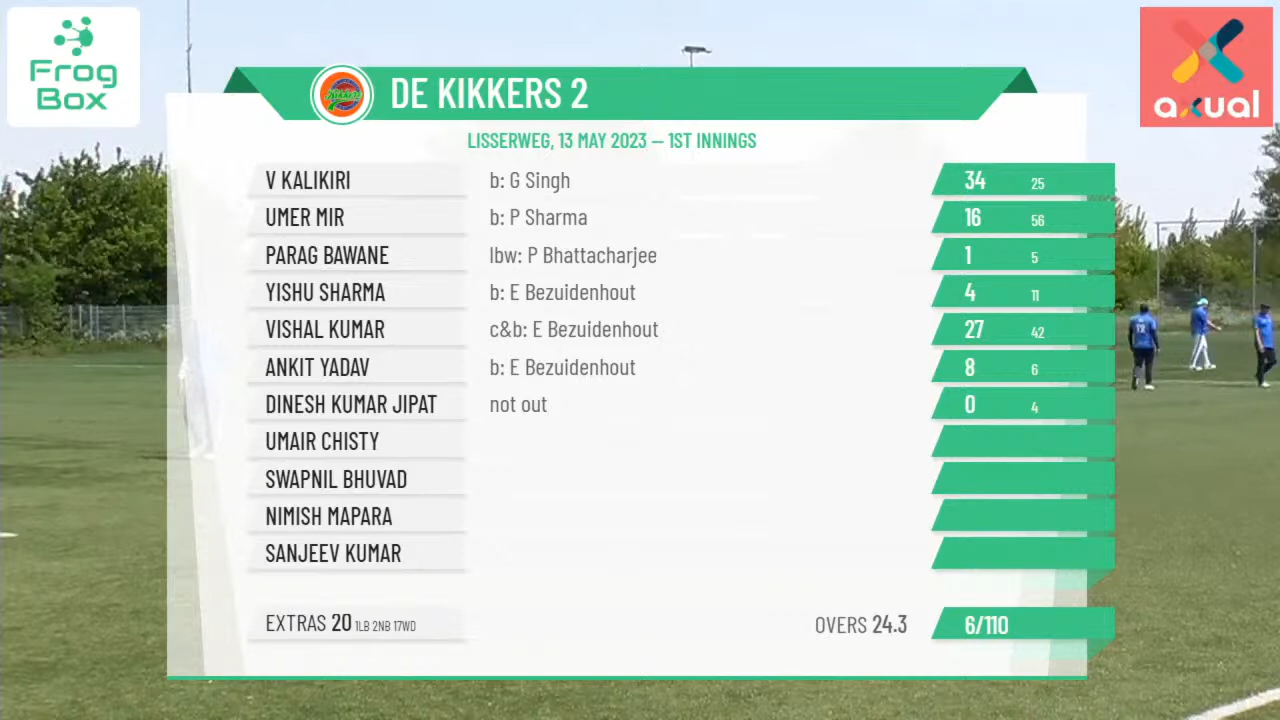 Frog
Box
axual
KIKKERS
DE KIKKERS 2
LISSERWEG, 13 MAY 2023 – 1ST INNINGS
V KALIKIRI b: G Singh 34 25
UMER MIR b: P Sharma 16 56
PARAG BAWANE lbw: P Bhattacharjee 1 5
YISHU SHARMA b: E Bezuidenhout 4 11
VISHAL KUMAR c&b: E Bezuidenhout 27 42
ANKIT YADAV b: E Bezuidenhout 8 6
DINESH KUMAR JIPAT not out 0 4
UMAIR CHISTY
SWAPNIL BHUVAD
NIMISH MAPARA
SANJEEV KUMAR
EXTRAS 20 1LB 2NB 17WD OVERS 24.3 6/110